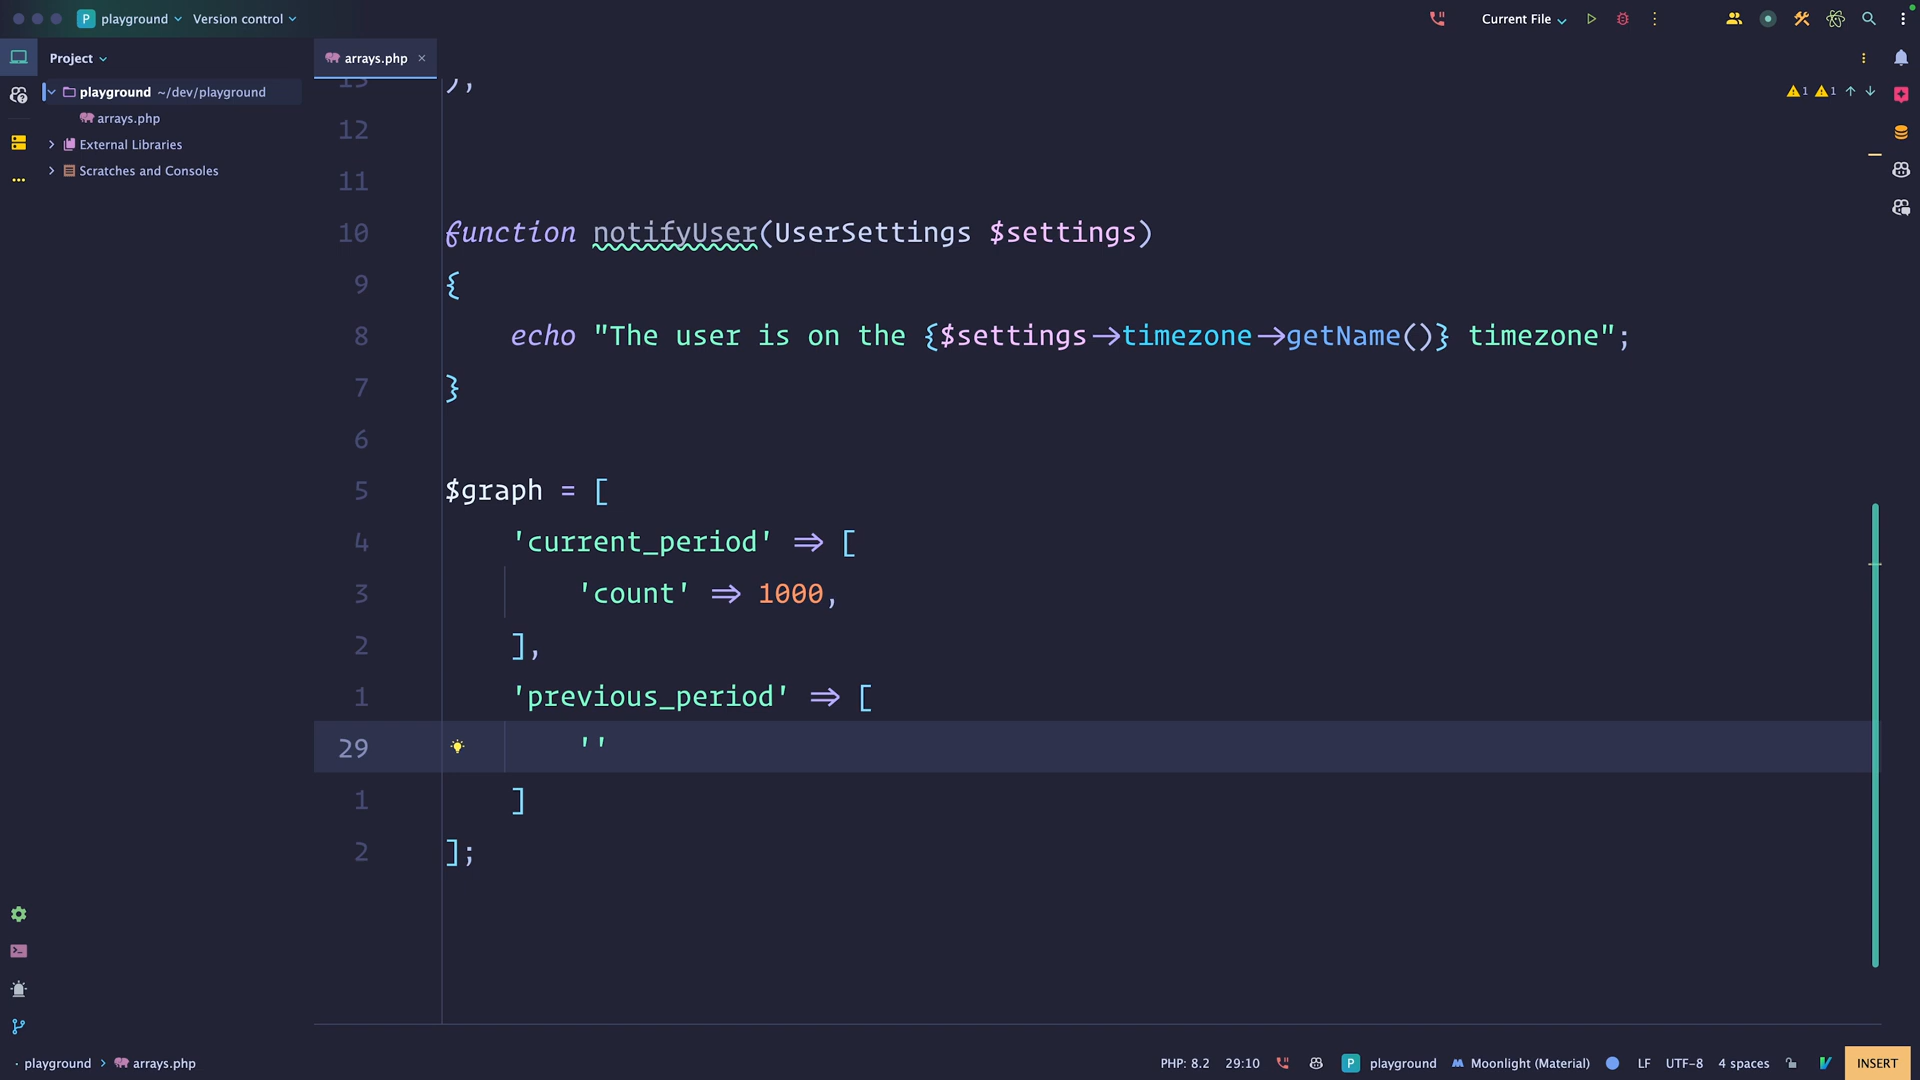 P playground Version control Current File
Project
arrays.php ×
playground ~/dev/playground
arrays.php
External Libraries
Scratches and Consoles
1 1
13 ),
12
11
10 function notifyUser(UserSettings $settings)
9 {
8 echo "The user is on the {$settings->timezone->getName()} timezone";
7 }
6
5 $graph = [
4 'current_period' => [
3 'count' => 1000,
2 ],
1 'previous_period' => [
29 ''
1 ]
2 ];
playground > arrays.php PHP: 8.2 29:10 P playground Moonlight (Material) LF UTF-8 4 spaces INSERT